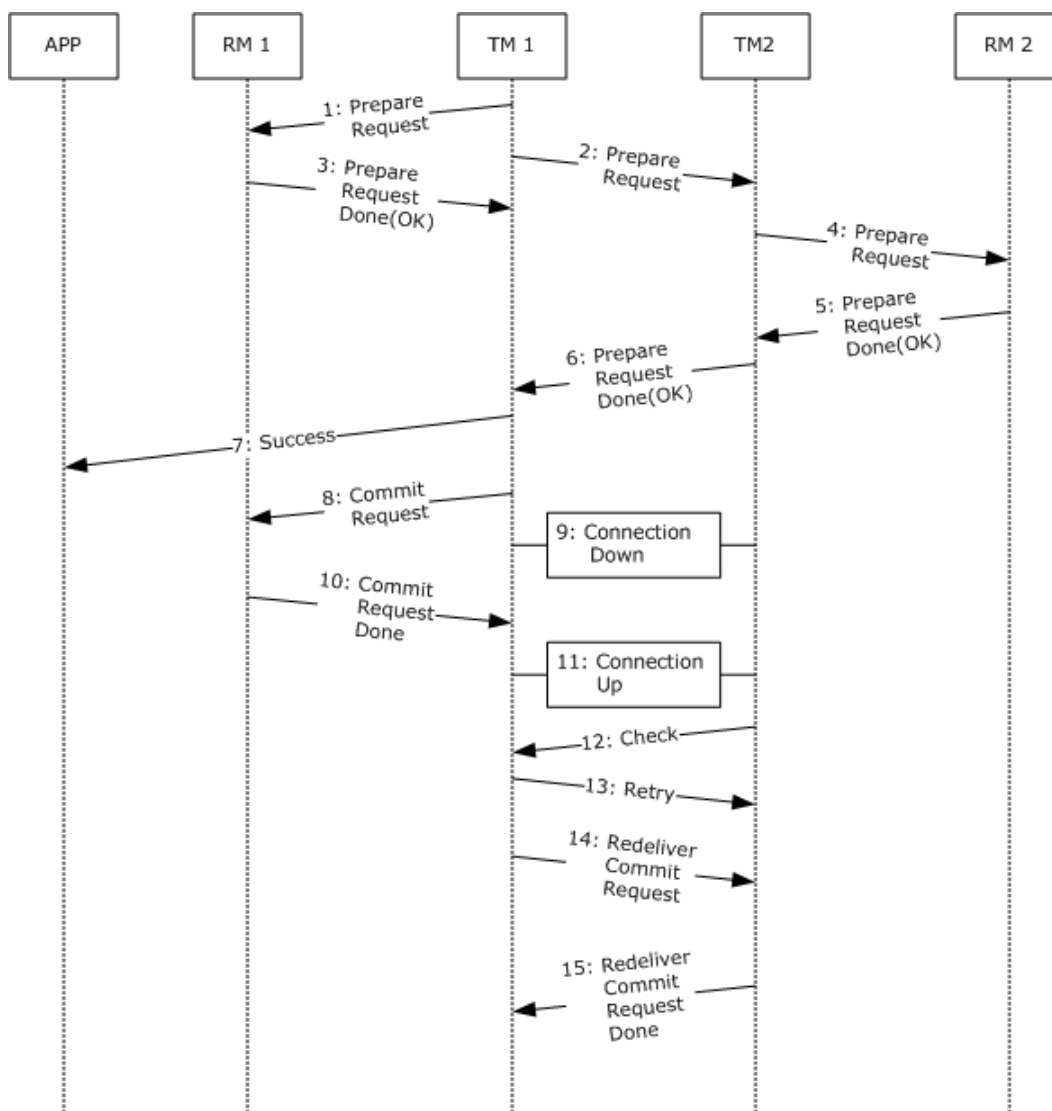 APP
RM 1
TM 1
TM2
RM 2
1: Prepare
Request
2: Prepare
Request
3: Prepare
Request
Done(OK)
4: Prepare
Request
5: Prepare
Request
Done(OK)
6: Prepare
Request
Done(OK)
7: Success
8: Commit
Request
9: Connection
Down
10: Commit
Request
Done
11: Connection
Up
12: Check
13: Retry
14: Redeliver
Commit
Request
15: Redeliver
Commit
Request
Done